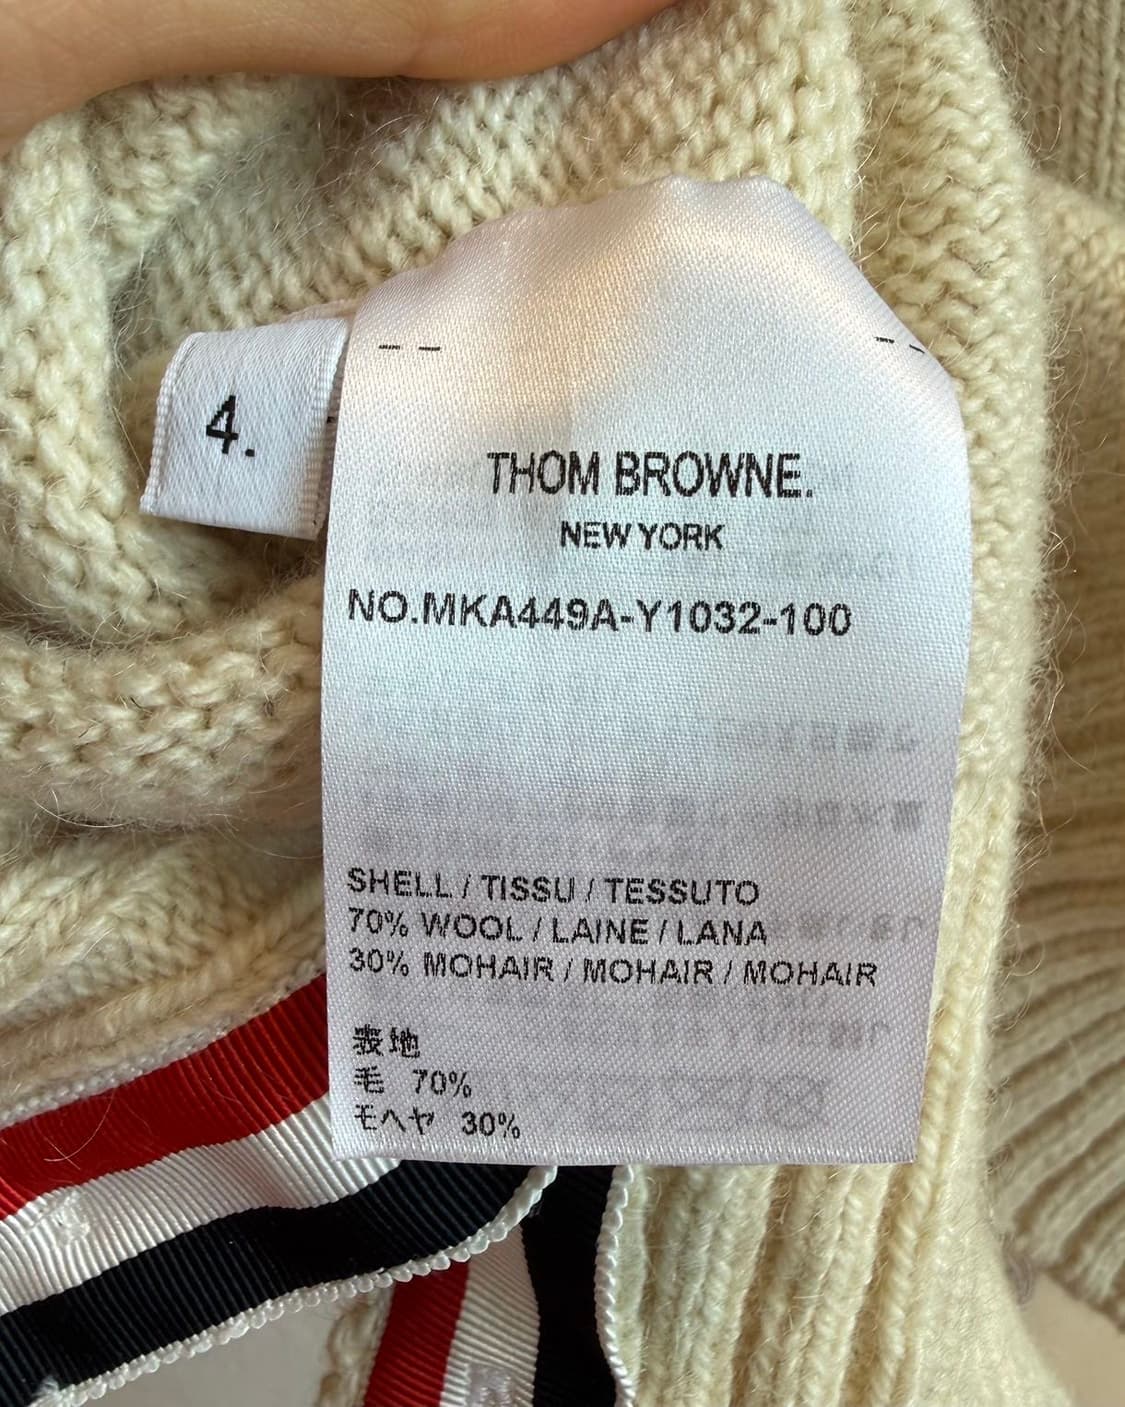 4.
THOM BROWNE.
NEW YORK
NO.MKA449A-Y1032-100
SHELL / TISSU / TESSUTO
70% WOOL / LAINE / LANA
30% MOHAIR / MOHAIR / MOHAIR
表地
毛 70%
モヘヤ 30%